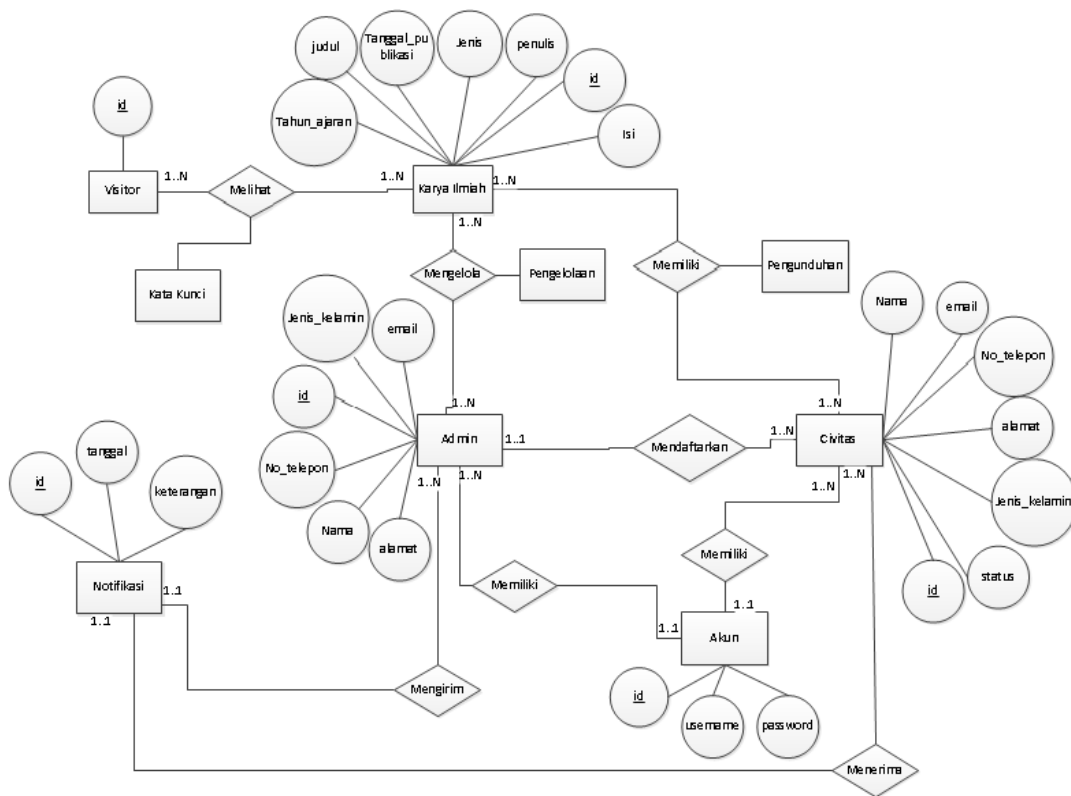 judul
Tanggal_pu
blikasi
Jenis
penulis
id
id
Tahun_ajaran
Isi
Visitor
1..N
Melihat
1..N
Karya Ilmiah
1..N
1..N
Mengelola
Pengelolaan
Memiliki
Pengunduhan
Kata Kunci
Jenis_kelamin
email
Nama
email
No_telepon
id
1..N
1..N
Admin
1..1
Mendaftarkan
1..N
Civitas
alamat
tanggal
id
keterangan
No_telepon
Nama
alamat
1..N
1..N
1..N
1..N
Jenis_kelamin
Notifikasi
1..1
1..1
Memiliki
Memiliki
id
status
1..1
1..1
Akun
Mengirim
id
username
password
Menerima